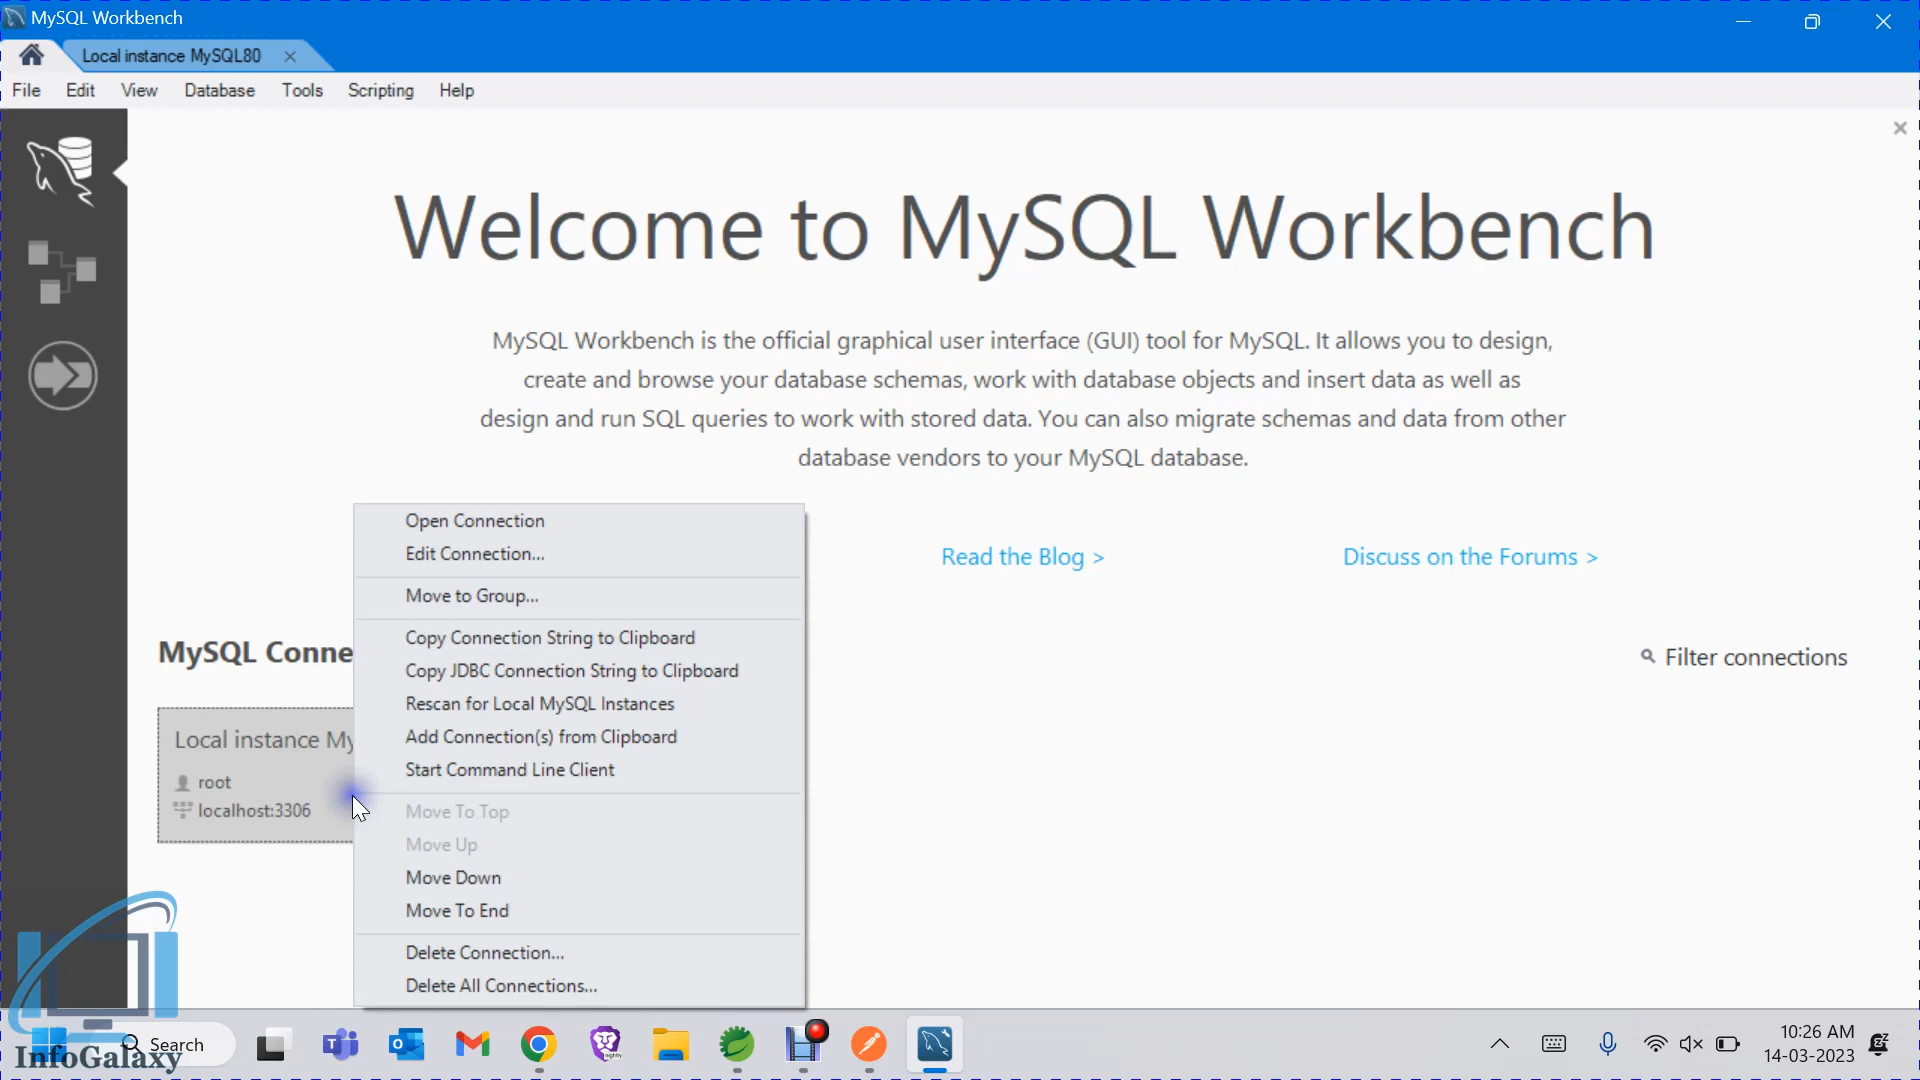 MySQL Workbench
Local instance MySQL80
File Edit View Database Tools Scripting Help
Welcome to MySQL Workbench
MySQL Workbench is the official graphical user interface (GUI) tool for MySQL. It allows you to design,
create and browse your database schemas, work with database objects and insert data as well as
design and run SQL queries to work with stored data. You can also migrate schemas and data from other
database vendors to your MySQL database.
Read the Blog >
Discuss on the Forums >
MySQL Conne
Filter connections
Local instance My
root
localhost:3306
Open Connection
Edit Connection...
Move to Group...
Copy Connection String to Clipboard
Copy JDBC Connection String to Clipboard
Rescan for Local MySQL Instances
Add Connection(s) from Clipboard
Start Command Line Client
Move To Top
Move Up
Move Down
Move To End
Delete Connection...
Delete All Connections...
InfoGalaxy
Search
10:26 AM
14-03-2023